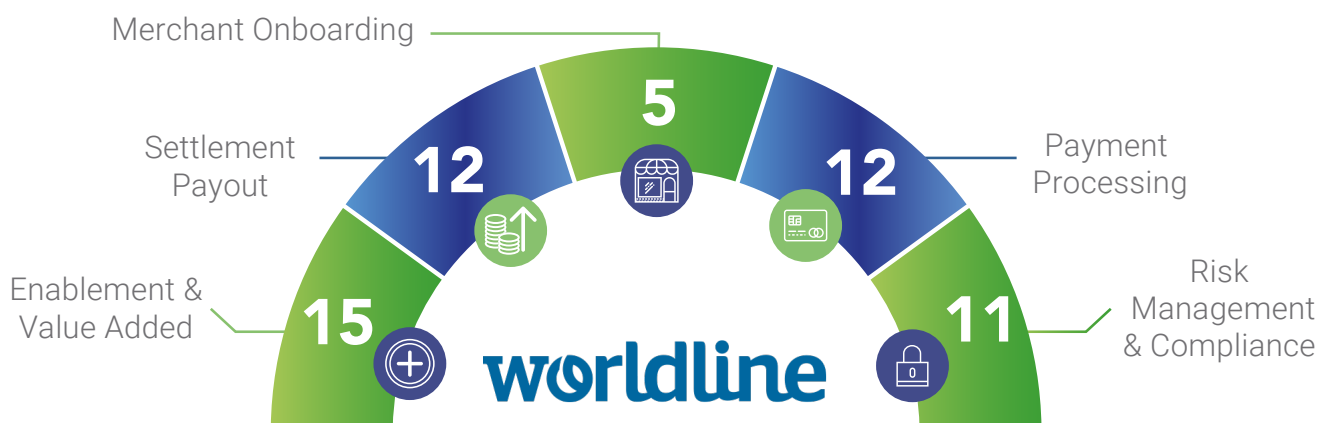 Merchant Onboarding
5
Settlement
Payout
12
12
Payment
Processing
Enablement &
Value Added
15
11
Risk
Management
& Compliance
worldline